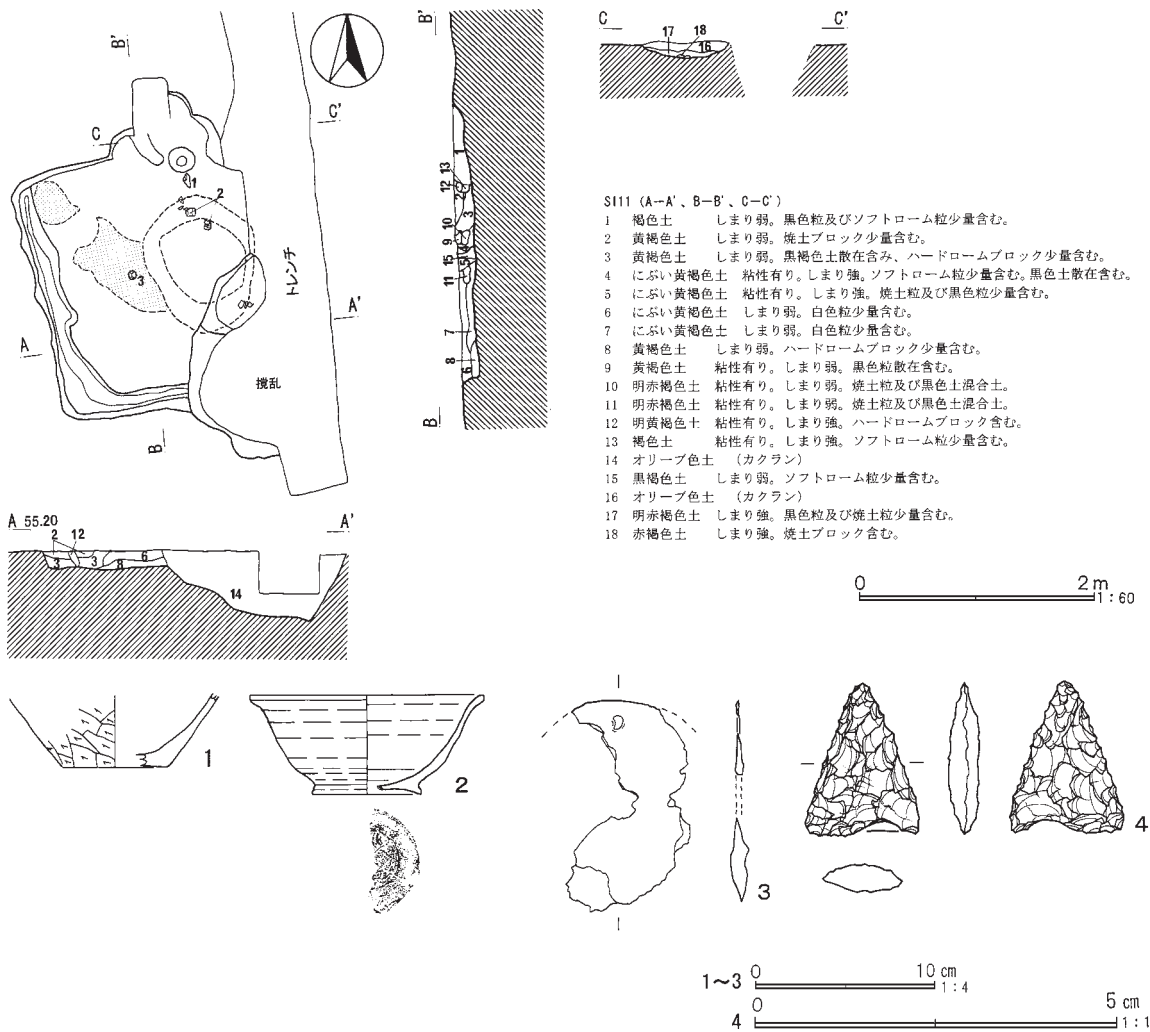 B'
B'
C
C'
17
18
16
C'
C
1
2
3
トレンチ
A'
A
撹乱
B
1
13
12
2
3
10
9
4
15
5
11
7
8
6
B
SI11(A-A'、B-B'、C-C')
1 褐色土 しまり弱。黒色粒及びソフトローム粒少量含む。
2 黄褐色土 しまり弱。焼土ブロック少量含む。
3 黄褐色土 しまり弱。黒褐色土散在含み、ハードロームブロック少量含む。
4 にぶい黄褐色土 粘性有り。しまり強。ソフトローム粒少量含む。黒色土散在含む。
5 にぶい黄褐色土 粘性有り。しまり強。焼土粒及び黒色粒少量含む。
6 にぶい黄褐色土 しまり弱。白色粒少量含む。
7 にぶい黄褐色土 しまり弱。白色粒少量含む。
8 黄褐色土 しまり弱。ハードロームブロック少量含む。
9 黄褐色土 粘性有り。しまり弱。黒色粒散在含む。
10 明赤褐色土 粘性有り。しまり弱。焼土粒及び黒色土混合土。
11 明赤褐色土 粘性有り。しまり弱。焼土粒及び黒色土混合土。
12 明黄褐色土 粘性有り。しまり強。ハードロームブロック含む。
13 褐色土 粘性有り。しまり強。ソフトローム粒少量含む。
14 オリーブ色土 (カクラン)
15 黒褐色土 しまり弱。ソフトローム粒少量含む。
16 オリーブ色土 (カクラン)
17 明赤褐色土 しまり強。黒色粒及び焼土粒少量含む。
18 赤褐色土 しまり強。焼土ブロック含む。
A 55.20
A'
2 12
3 3 8 6
14
0 2m
1:60
1
2
3
4
1~3 0 10 cm
1:4
4 0 5 cm
1:1